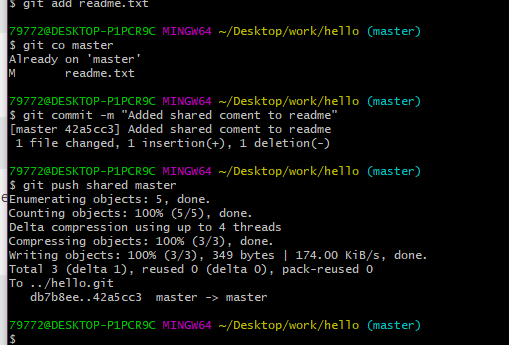 $ git add readme.txt
79772@DESKTOP-P1PCR9C MINGW64 ~/Desktop/work/hello (master)
$ git co master
Already on 'master'
M       readme.txt
79772@DESKTOP-P1PCR9C MINGW64 ~/Desktop/work/hello (master)
$ git commit -m "Added shared coment to readme"
[master 42a5cc3] Added shared coment to readme
 1 file changed, 1 insertion(+), 1 deletion(-)
79772@DESKTOP-P1PCR9C MINGW64 ~/Desktop/work/hello (master)
$ git push shared master
Enumerating objects: 5, done.
Counting objects: 100% (5/5), done.
Delta compression using up to 4 threads
Compressing objects: 100% (3/3), done.
Writing objects: 100% (3/3), 349 bytes | 174.00 KiB/s, done.
Total 3 (delta 1), reused 0 (delta 0), pack-reused 0
To ../hello.git
   db7b8ee..42a5cc3  master -> master
79772@DESKTOP-P1PCR9C MINGW64 ~/Desktop/work/hello (master)
$